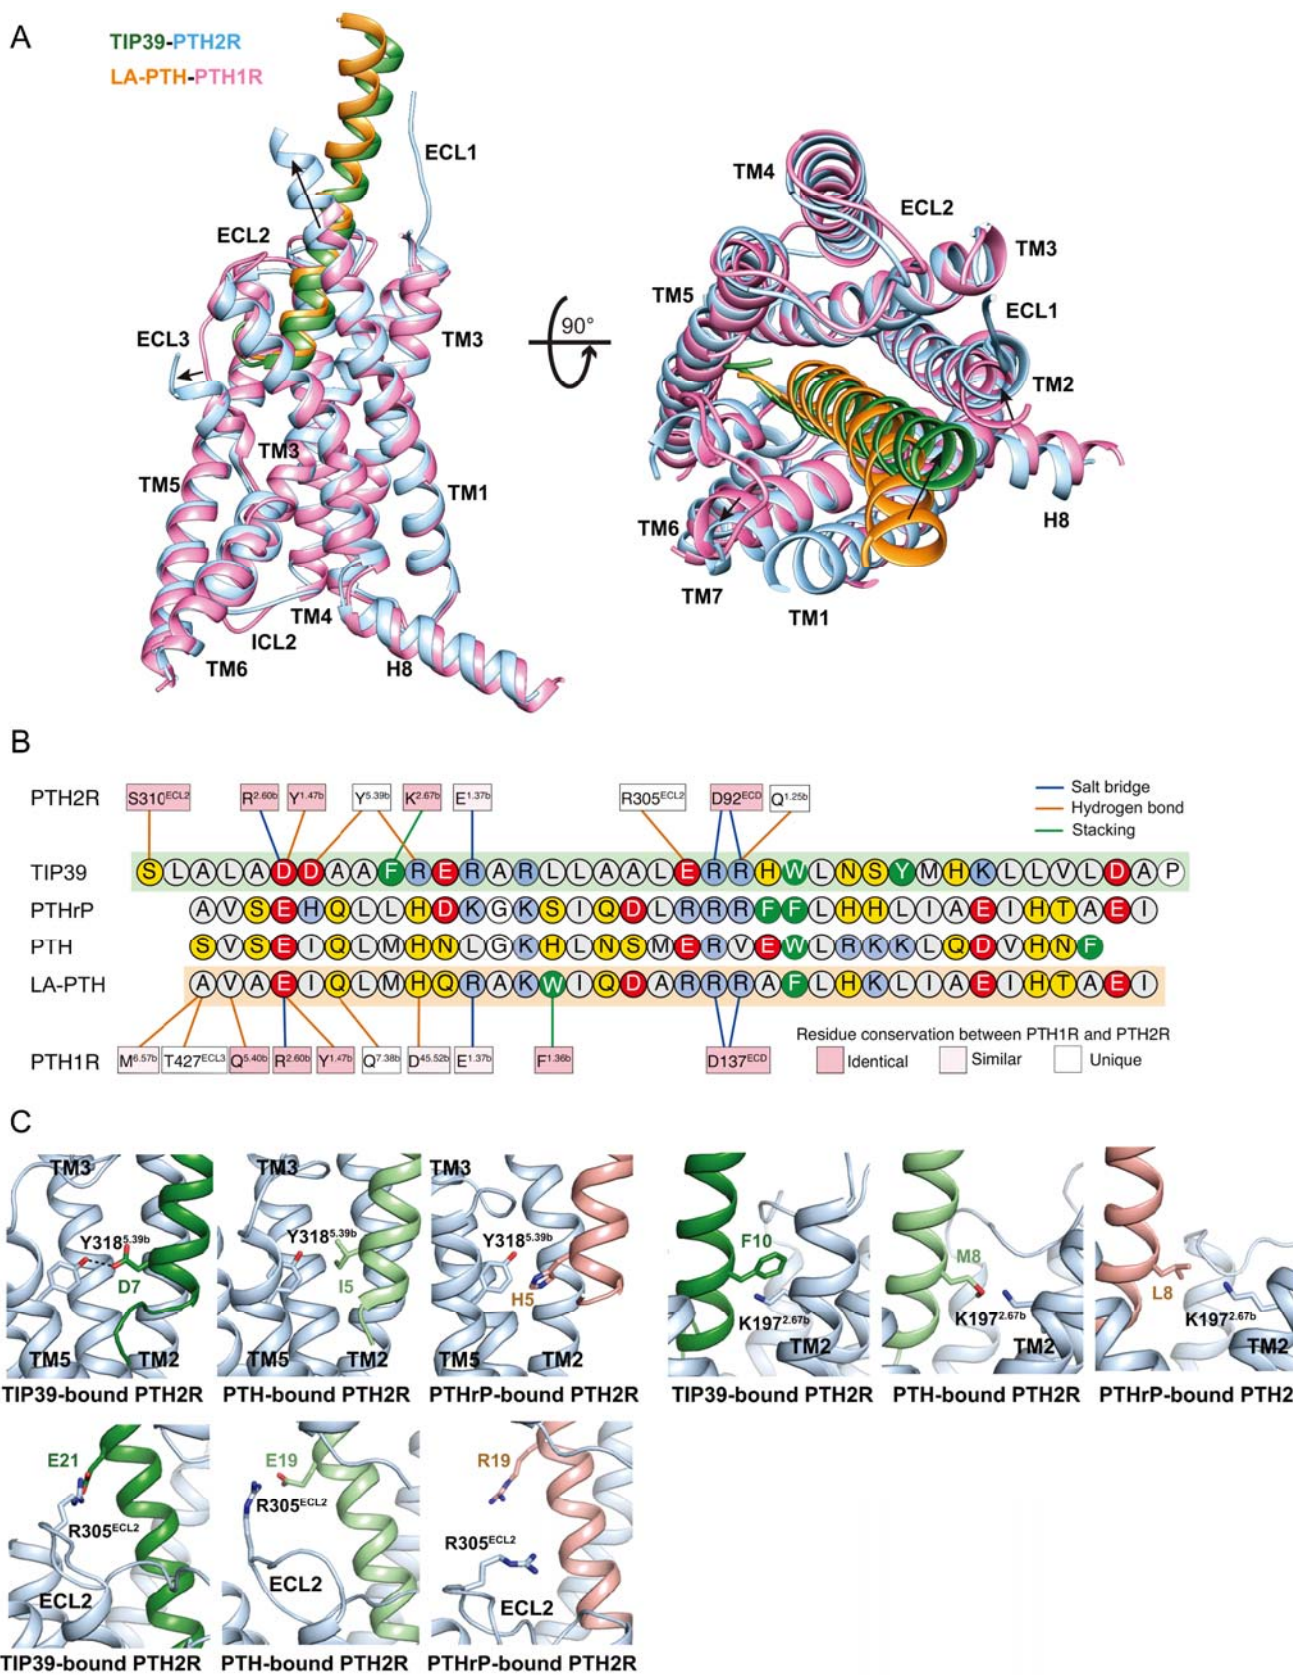 A
TIP39-PTH2R
LA-PTH-PTH1R
ECL1
ECL2
ECL3
TM3
TM3
TM5
TM1
TM4
ICL2
TM6
H8
90°
TM4
ECL2
TM3
TM5
ECL1
TM2
TM6
H8
TM7
TM1
B
PTH2R
S310ECL2 R2.60b Y1.47b Y5.39b K2.67b E1.37b R305ECL2 D92ECD Q1.25b
Salt bridge
Hydrogen bond
Stacking
TIP39 SLALADDAAFRERARLLAALERRHWLNSYMHKLLVLDAP
PTHrP AVSEHQLLHDKGKSIQDLRRRFFLHHLIAEIHTAEI
PTH SVSEIQLMHNLGKHLNSMERVEWLRKKLQDVHNF
LA-PTH AVAEIQLMHQRAKWIQDARRRAFLHKLIAEIHTAEI
PTH1R
M6.57b T427ECL3 Q5.40b R2.60b Y1.47b Q7.38b D45.52b E1.37b F1.36b D137ECD
Residue conservation between PTH1R and PTH2R
Identical Similar Unique
C
TM3 TM3 TM3
Y3185.39b Y3185.39b Y3185.39b
D7 I5 H5
TM5 TM2 TM5 TM2 TM5 TM2
F10 M8 L8
K1972.67b K1972.67b K1972.67b
TM2 TM2 TM2
TIP39-bound PTH2R PTH-bound PTH2R PTHrP-bound PTH2R TIP39-bound PTH2R PTH-bound PTH2R PTHrP-bound PTH2
E21 E19 R19
R305ECL2 R305ECL2 R305ECL2
ECL2 ECL2 ECL2
TIP39-bound PTH2R PTH-bound PTH2R PTHrP-bound PTH2R